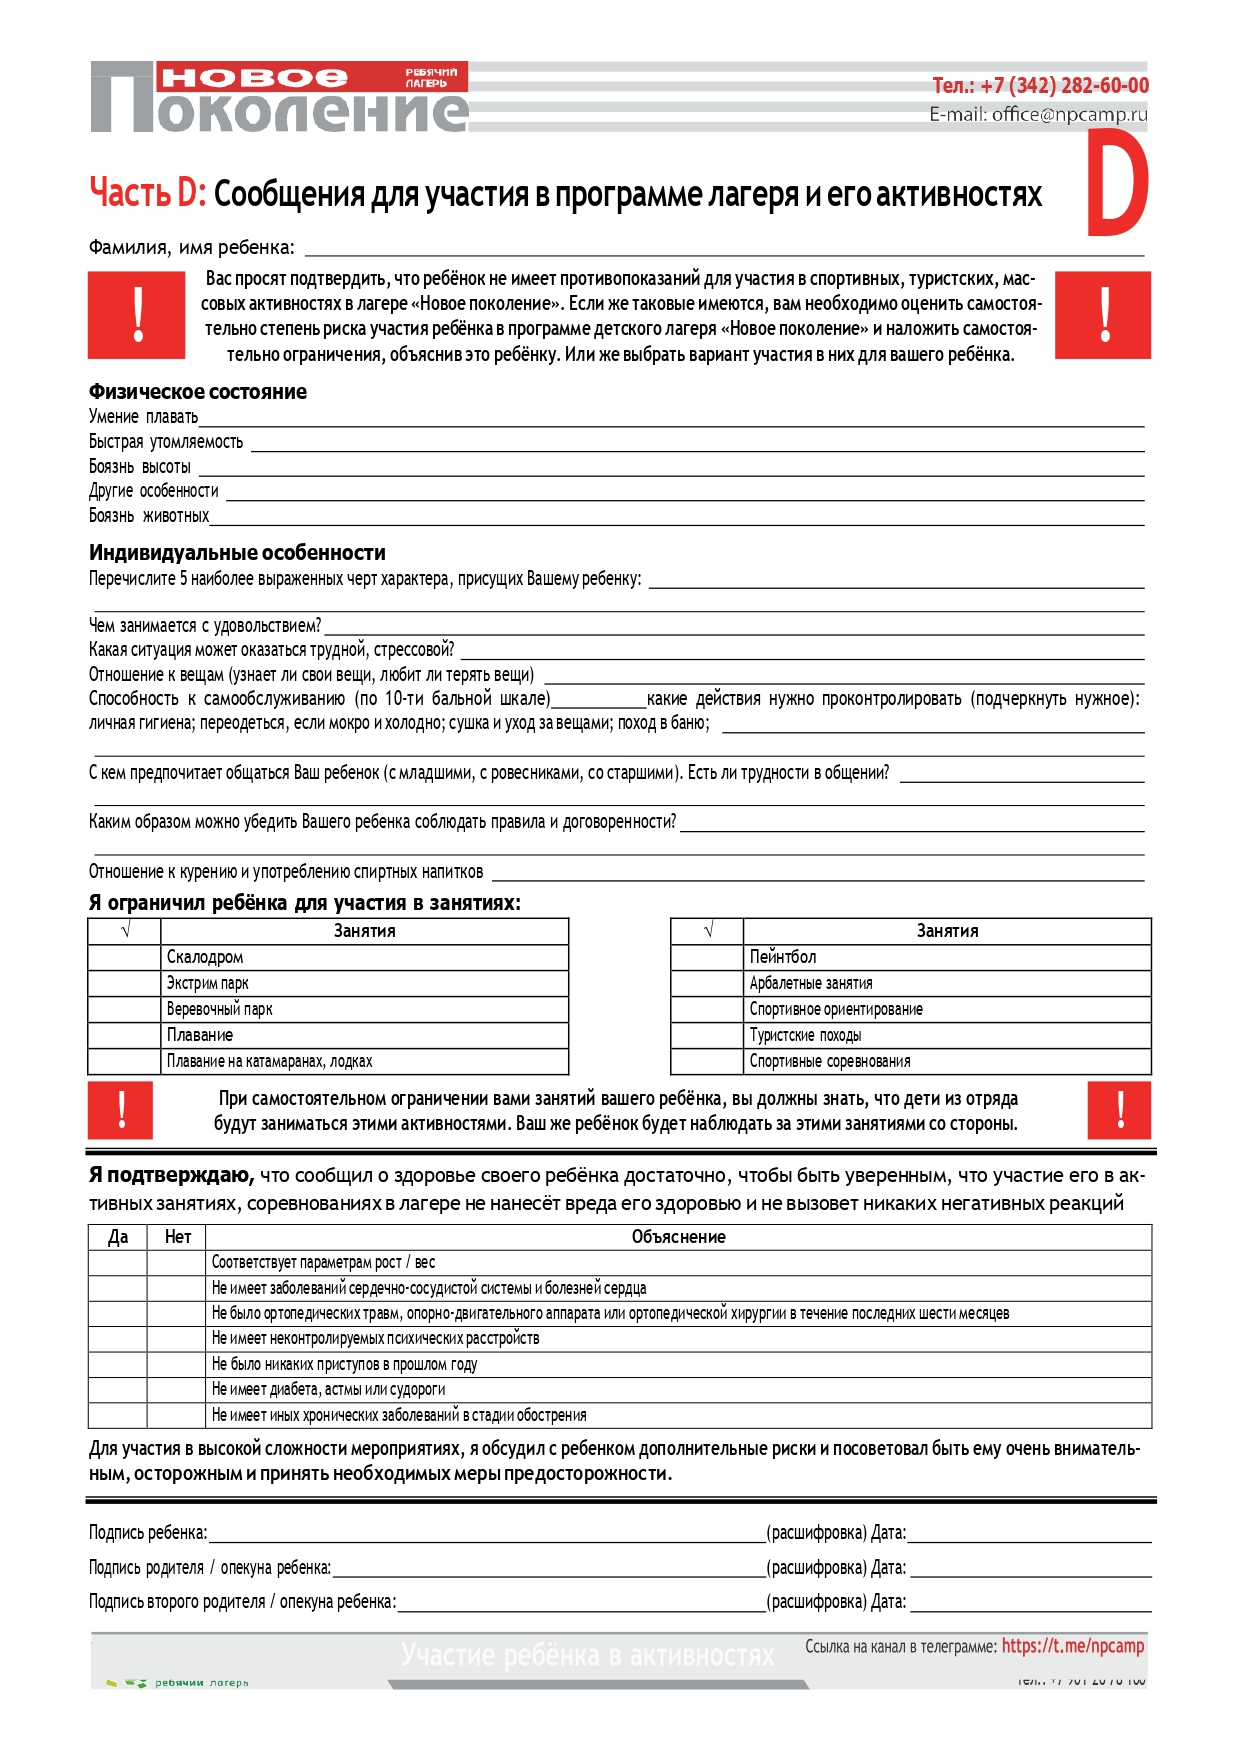 новое
РЕБЯЧИЙ
ЛАГЕРЬ
Поколение
Тел.: +7 (342) 282-60-00
E-mail: office@npcamp.ru
D
Часть D: Сообщения для участия в программе лагеря и его активностях
Фамилия, имя ребенка:
!
Вас просят подтвердить, что ребёнок не имеет противопоказаний для участия в спортивных, туристских, мас-
совых активностях в лагере «Новое поколение». Если же таковые имеются, вам необходимо оценить самостоя-
тельно степень риска участия ребёнка в программе детского лагеря «Новое поколение» и наложить самостоя-
тельно ограничения, объяснив это ребёнку. Или же выбрать вариант участия в них для вашего ребёнка.
!
Физическое состояние
Умение плавать
Быстрая утомляемость
Боязнь высоты
Другие особенности
Боязнь животных
Индивидуальные особенности
Перечислите 5 наиболее выраженных черт характера, присущих Вашему ребенку:
Чем занимается с удовольствием?
Какая ситуация может оказаться трудной, стрессовой?
Отношение к вещам (узнает ли свои вещи, любит ли терять вещи)
Способность к самообслуживанию (по 10-ти бальной шкале)__________какие действия нужно проконтролировать (подчеркнуть нужное):
личная гигиена; переодеться, если мокро и холодно; сушка и уход за вещами; поход в баню;
С кем предпочитает общаться Ваш ребенок (с младшими, с ровесниками, со старшими). Есть ли трудности в общении?
Каким образом можно убедить Вашего ребенка соблюдать правила и договоренности?
Отношение к курению и употреблению спиртных напитков
Я ограничил ребёнка для участия в занятиях:
√ Занятия √ Занятия
Скалодром Пейнтбол
Экстрим парк Арбалетные занятия
Веревочный парк Спортивное ориентирование
Плавание Туристские походы
Плавание на катамаранах, лодках Спортивные соревнования
!
При самостоятельном ограничении вами занятий вашего ребёнка, вы должны знать, что дети из отряда
будут заниматься этими активностями. Ваш же ребёнок будет наблюдать за этими занятиями со стороны.
!
Я подтверждаю, что сообщил о здоровье своего ребёнка достаточно, чтобы быть уверенным, что участие его в ак-
тивных занятиях, соревнованиях в лагере не нанесёт вреда его здоровью и не вызовет никаких негативных реакций
Да Нет Объяснение
Соответствует параметрам рост / вес
Не имеет заболеваний сердечно-сосудистой системы и болезней сердца
Не было ортопедических травм, опорно-двигательного аппарата или ортопедической хирургии в течение последних шести месяцев
Не имеет неконтролируемых психических расстройств
Не было никаких приступов в прошлом году
Не имеет диабета, астмы или судороги
Не имеет иных хронических заболеваний в стадии обострения
Для участия в высокой сложности мероприятиях, я обсудил с ребенком дополнительные риски и посоветовал быть ему очень вниматель-
ным, осторожным и принять необходимых меры предосторожности.
Подпись ребенка: (расшифровка) Дата:
Подпись родителя / опекуна ребенка: (расшифровка) Дата:
Подпись второго родителя / опекуна ребенка: (расшифровка) Дата:
Участие ребёнка в активностях
Ссылка на канал в телеграмме: https://t.me/npcamp
ребячий лагерь